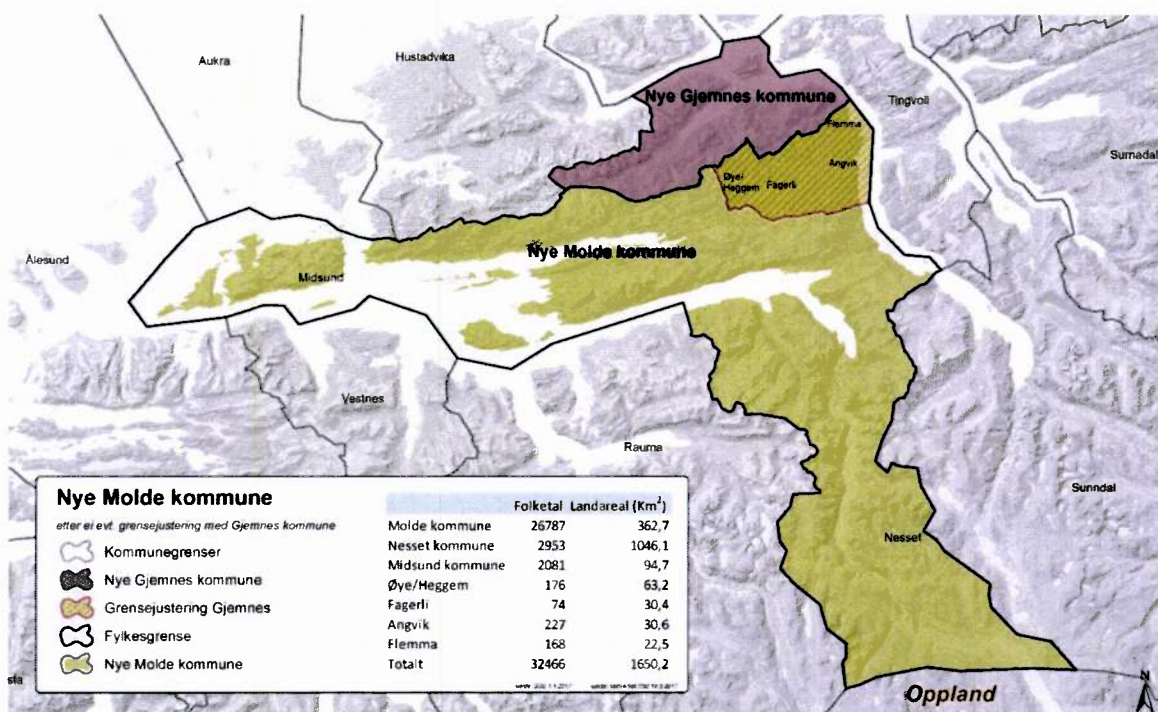 Aukra
Hustadvika
Nye Gjemnes kommune
Tingvoll
Flemma
Surnadal
Angvik
Øye/
Heggem
Fagerli
Ålesund
Nye Molde kommune
Midsund
Vestnes
Rauma
Sunndal
Nesset
Nye Molde kommune
etter ei evt. grensejustering med Gjemnes kommune
Kommunegrenser
Nye Gjemnes kommune
Grensejustering Gjemnes
Fylkesgrense
Nye Molde kommune
Folketal Landareal (Km²)
Molde kommune 26787 362,7
Nesset kommune 2953 1046,1
Midsund kommune 2081 94,7
Øye/Heggem 176 63,2
Fagerli 74 30,4
Angvik 227 30,6
Flemma 168 22,5
Totalt 32466 1650,2
sta
Oppland
N